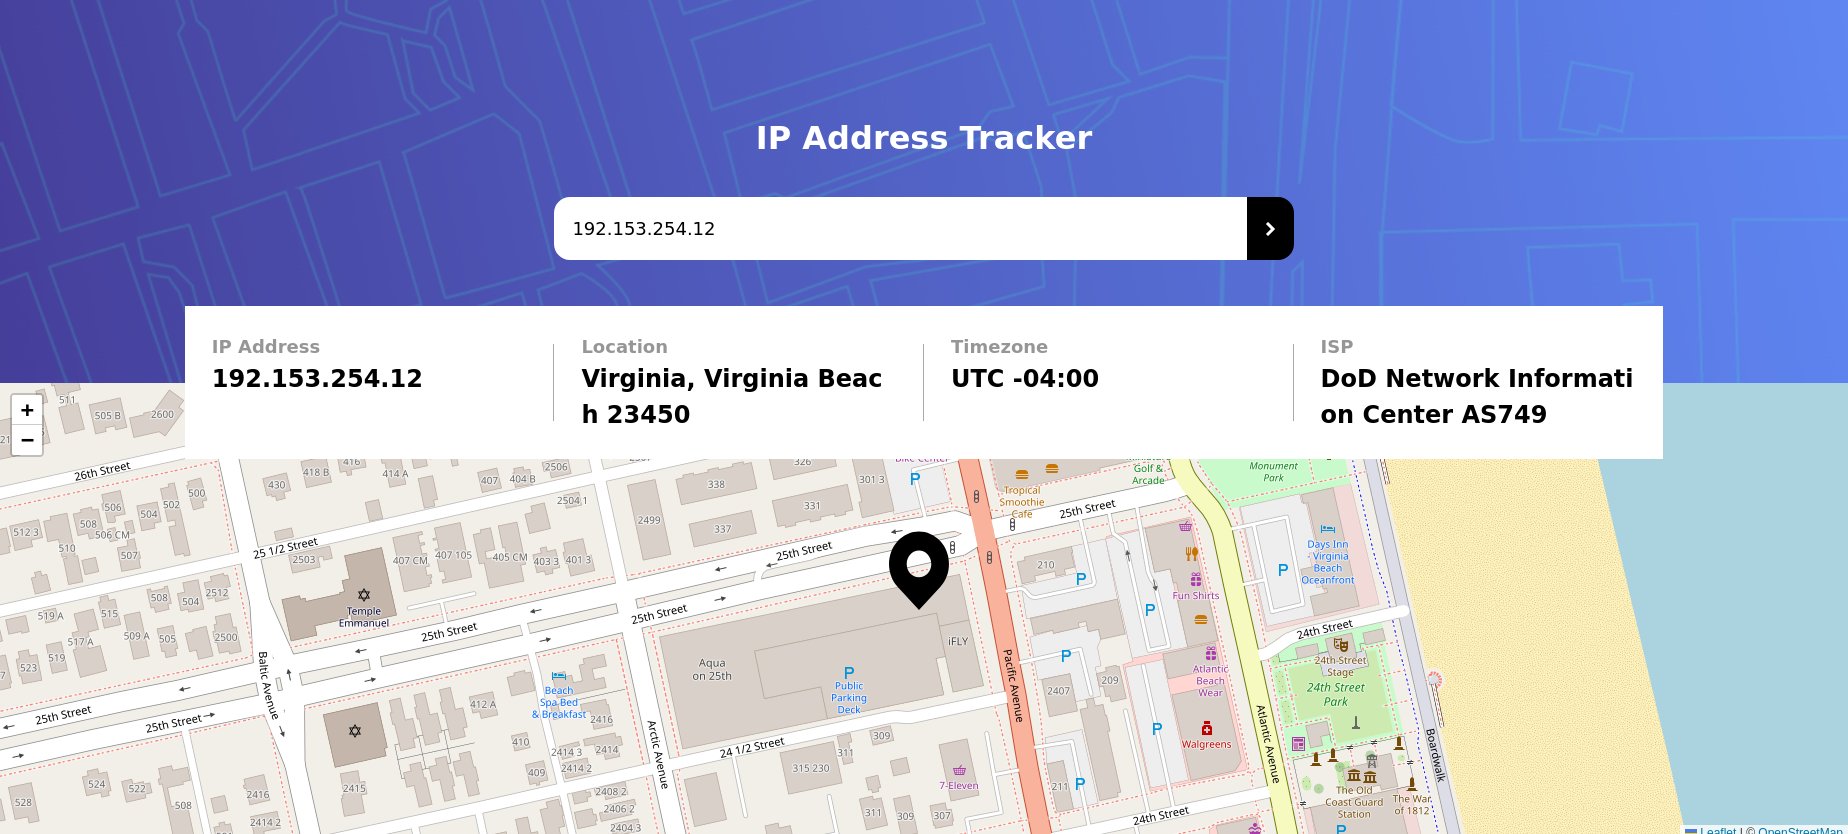 IP Address Tracker
192.153.254.12
IP Address
192.153.254.12
Location
Virginia, Virginia Beac
h 23450
Timezone
UTC -04:00
ISP
DoD Network Informati
on Center AS749
+
−
511
505 B
2600
26th Street
430
418 B
416
414 A
407
404 B
2506
2504 1
500
506
502
504
508
506 CM
512 3
510
507
25 1/2 Street
2503
407 CM
407 105
405 CM
403 3
401 3
2499
338
337
326
331
301 3
Bike Center
Tropical
Smoothie
Cafe
Golf &
Arcade
Monument
Park
25th Street
25th Street
25th Street
25th Street
25th Street
25th Street
519 A
515
508
504
2512
517 A
509 A
505
2500
519
523
Temple
Emmanuel
Baltic Avenue
Beach
Spa Bed
& Breakfast
412 A
410
409
2416
2414 3
2414
2414 2
2408 2
2406 2
2404 3
Arctic Avenue
Aqua
on 25th
iFLY
P
Public
Parking
Deck
24 1/2 Street
315 230
311
309
7-Eleven
311
309
307
Pacific Avenue
210
P
P
P
P
P
P
P
P
2407
209
211
Fun Shirts
Atlantic
Beach
Wear
Walgreens
Atlantic Avenue
Days Inn
- Virginia
Beach
Oceanfront
24th Street
24th Street
Stage
24th Street
Park
Boardwalk
The Old
Coast Guard
Station
The War
of 1812
24th Street
524
522
528
508
2416
2414 2
2415
Leaflet | © OpenStreetMap